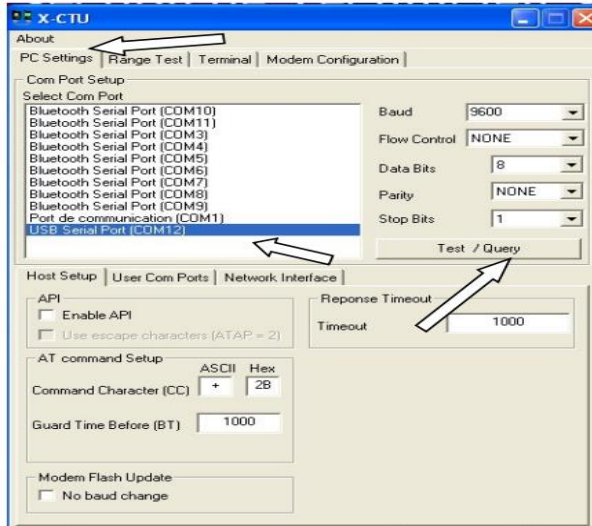 X-CTU
About
PC Settings Range Test Terminal Modem Configuration
Com Port Setup
Select Com Port
Bluetooth Serial Port (COM10)
Bluetooth Serial Port (COM11)
Bluetooth Serial Port (COM3)
Bluetooth Serial Port (COM4)
Bluetooth Serial Port (COM5)
Bluetooth Serial Port (COM6)
Bluetooth Serial Port (COM7)
Bluetooth Serial Port (COM8)
Bluetooth Serial Port (COM9)
Port de communication (COM1)
USB Serial Port (COM12)
Baud 9600
Flow Control NONE
Data Bits 8
Parity NONE
Stop Bits 1
Test / Query
Host Setup User Com Ports Network Interface
API
Enable API
Use escape characters (ATAP = 2)
Reponse Timeout
Timeout 1000
AT command Setup
ASCII Hex
Command Character (CC) + 2B
Guard Time Before (BT) 1000
Modem Flash Update
No baud change